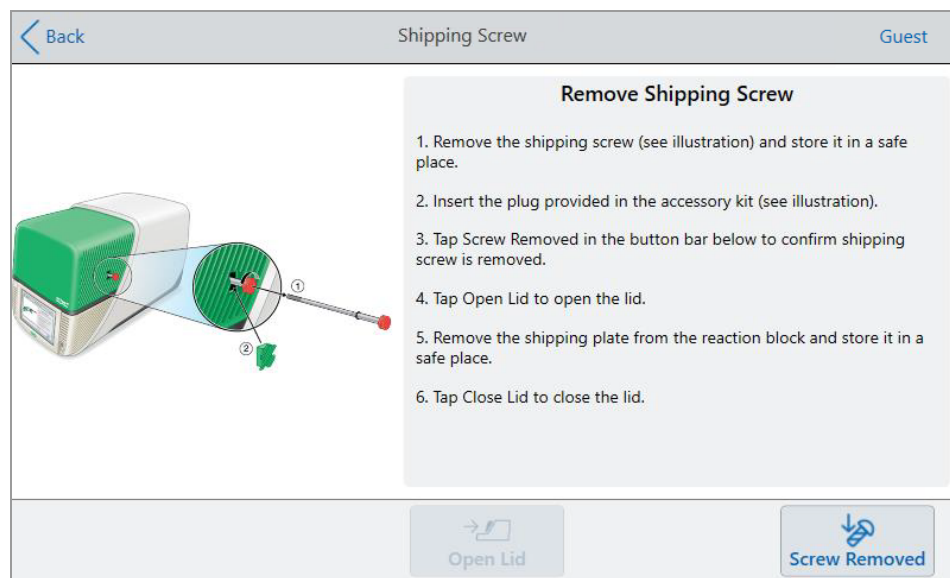 Back
Shipping Screw
Guest
Remove Shipping Screw
1. Remove the shipping screw (see illustration) and store it in a safe
place.
2. Insert the plug provided in the accessory kit (see illustration).
3. Tap Screw Removed in the button bar below to confirm shipping
screw is removed.
4. Tap Open Lid to open the lid.
5. Remove the shipping plate from the reaction block and store it in a
safe place.
6. Tap Close Lid to close the lid.
1
2
Open Lid
Screw Removed